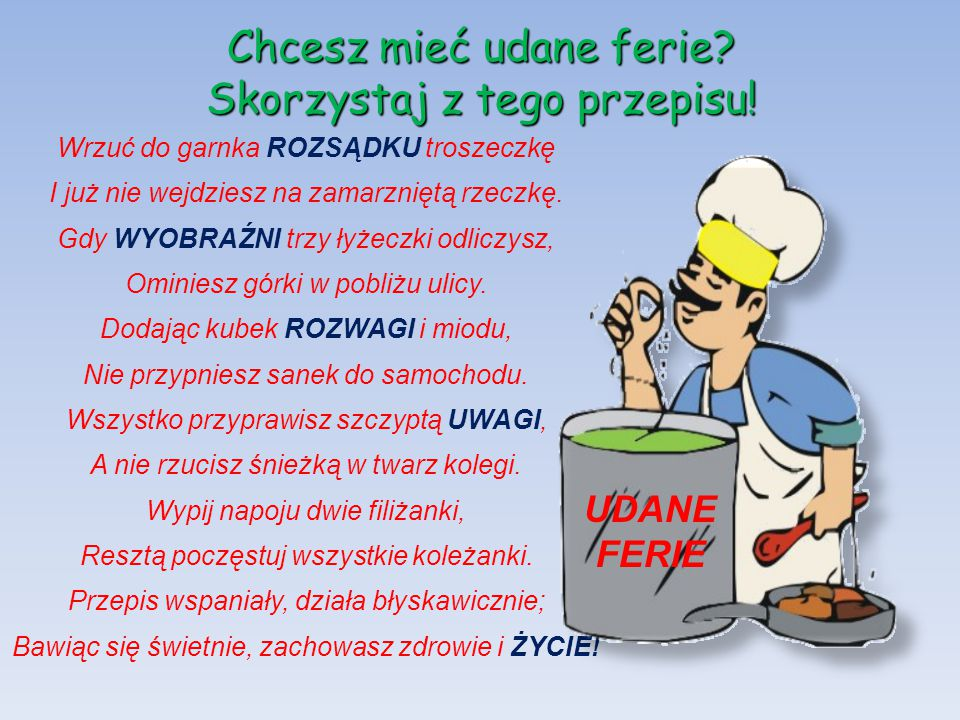 Chcesz mieć udane ferie?
Skorzystaj z tego przepisu!
Wrzuć do garnka ROZSĄDKU troszeczkę
I już nie wejdziesz na zamarzniętą rzeczkę.
Gdy WYOBRAŹNI trzy łyżeczki odliczysz,
Ominiesz górki w pobliżu ulicy.
Dodając kubek ROZWAGI i miodu,
Nie przypniesz sanek do samochodu.
Wszystko przyprawisz szczyptą UWAGI,
A nie rzucisz śnieżką w twarz kolegi.
Wypij napoju dwie filiżanki,
Resztą poczęstuj wszystkie koleżanki.
Przepis wspaniały, działa błyskawicznie;
Bawiąc się świetnie, zachowasz zdrowie i ŻYCIE!
UDANE
FERIE